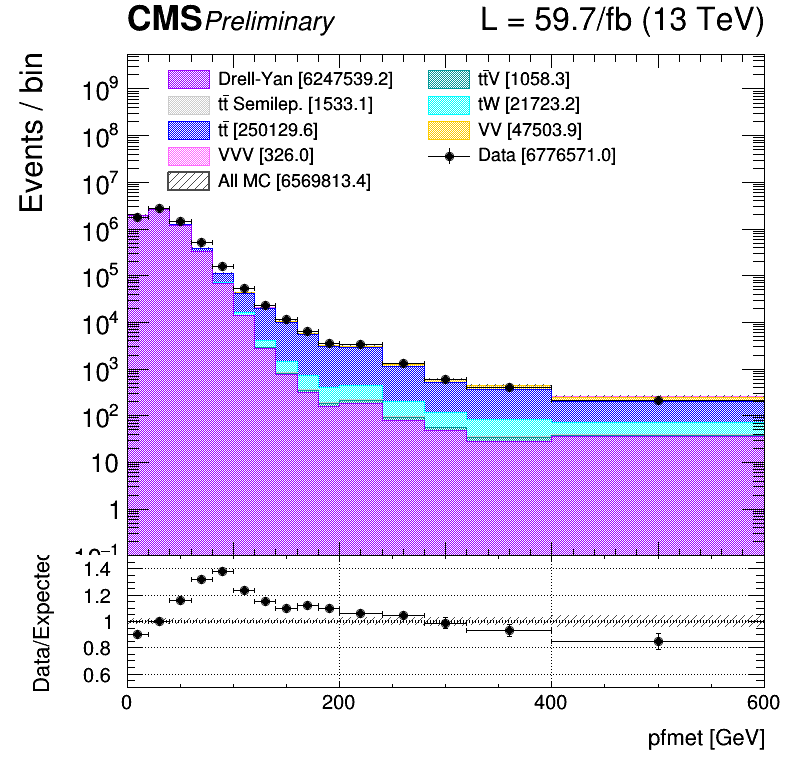 CMS Preliminary L = 59.7/fb (13 TeV)
Events / bin
Drell-Yan [6247539.2]
tt̄ Semilep. [1533.1]
tt̄ [250129.6]
VVV [326.0]
All MC [6569813.4]
tt̄V [1058.3]
tW [21723.2]
VV [47503.9]
Data [6776571.0]
10⁹
10⁸
10⁷
10⁶
10⁵
10⁴
10³
10²
10
1
10⁻¹
Data/Expected
1.4
1.2
1
0.8
0.6
0 200 400 600
pfmet [GeV]